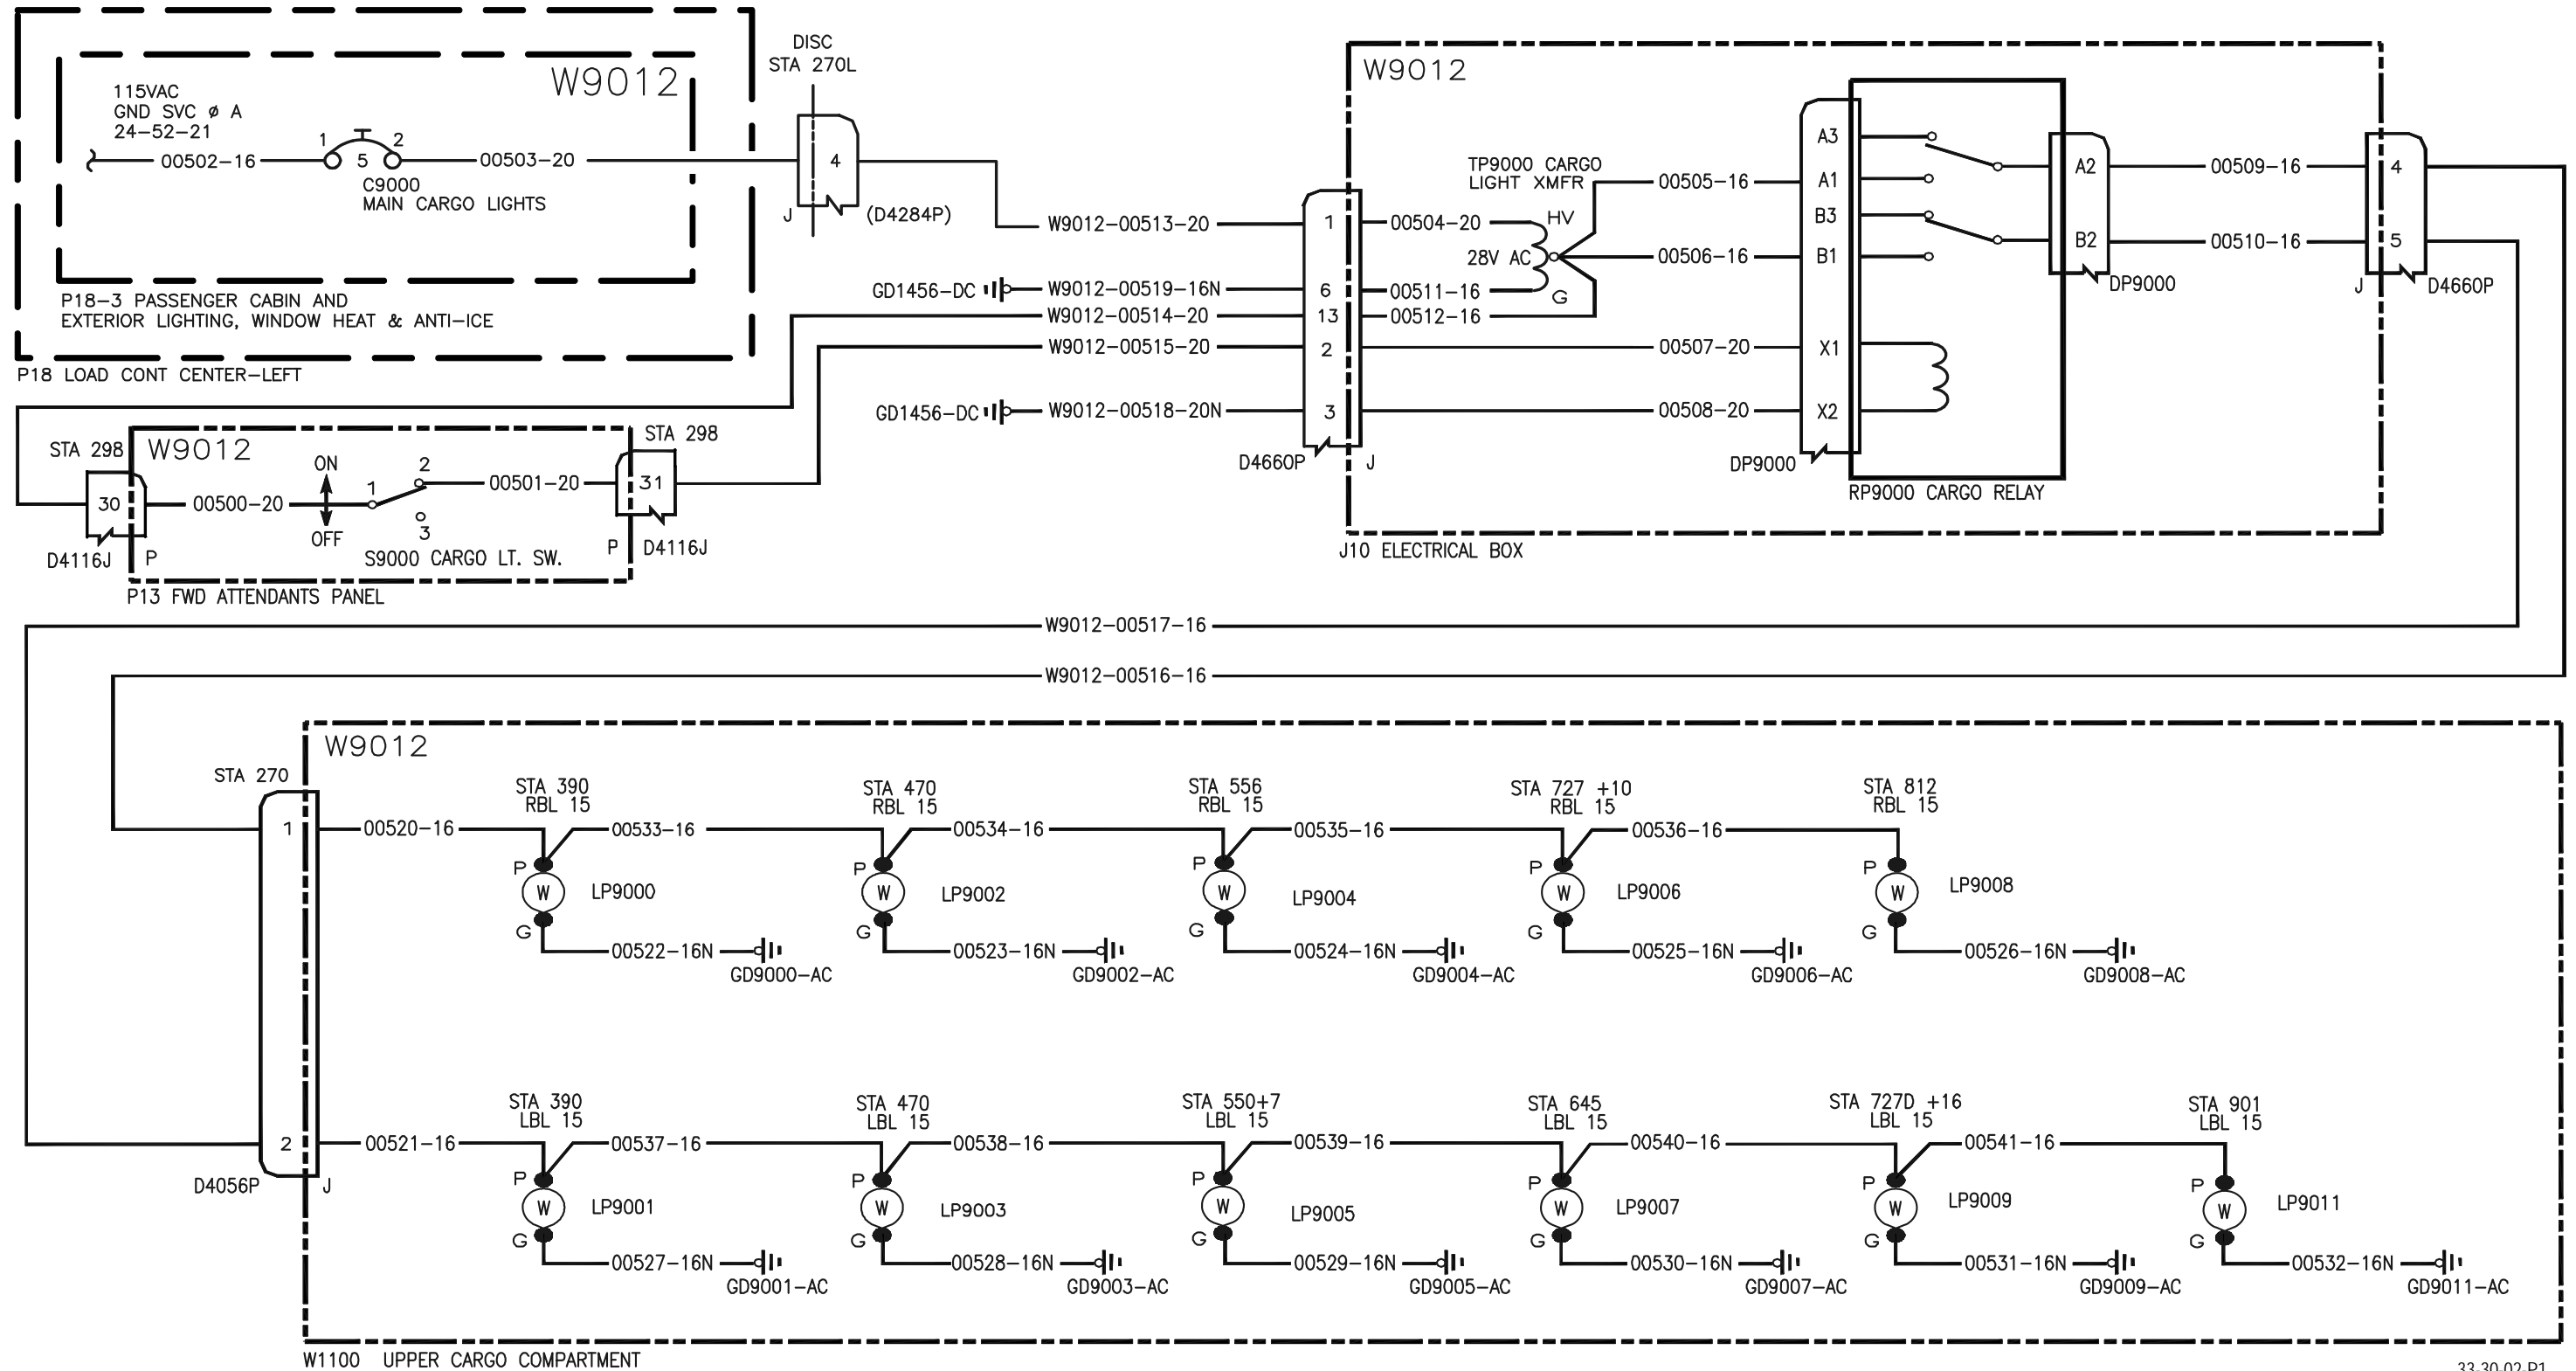 W9012
115VAC
GND SVC ø A
24-52-21
00502-16
1
5
2
00503-20
C9000
MAIN CARGO LIGHTS
P18-3 PASSENGER CABIN AND
EXTERIOR LIGHTING, WINDOW HEAT & ANTI-ICE
P18 LOAD CONT CENTER-LEFT
DISC
STA 270L
4
J
(D4284P)
W9012-00513-20
GD1456-DC
W9012-00519-16N
W9012-00514-20
W9012-00515-20
GD1456-DC
W9012-00518-20N
1
6
13
2
3
D4660P
J
W9012
TP9000 CARGO
LIGHT XMFR
00504-20
HV
28V AC
00511-16
G
00512-16
00505-16
00506-16
00507-20
00508-20
A3
A1
B3
B1
X1
X2
DP9000
RP9000 CARGO RELAY
A2
B2
DP9000
00509-16
00510-16
4
5
J
D4660P
J10 ELECTRICAL BOX
STA 298
W9012
STA 298
30
00500-20
ON
OFF
1
2
3
00501-20
31
D4116J
P
S9000 CARGO LT. SW.
P
D4116J
P13 FWD ATTENDANTS PANEL
W9012-00517-16
W9012-00516-16
W9012
STA 270
1
2
D4056P
J
STA 390
RBL 15
STA 470
RBL 15
STA 556
RBL 15
STA 727 +10
RBL 15
STA 812
RBL 15
00520-16
00533-16
00534-16
00535-16
00536-16
P
W
G
LP9000
P
W
G
LP9002
P
W
G
LP9004
P
W
G
LP9006
P
W
G
LP9008
00522-16N
GD9000-AC
00523-16N
GD9002-AC
00524-16N
GD9004-AC
00525-16N
GD9006-AC
00526-16N
GD9008-AC
STA 390
LBL 15
STA 470
LBL 15
STA 550+7
LBL 15
STA 645
LBL 15
STA 727D +16
LBL 15
STA 901
LBL 15
00521-16
00537-16
00538-16
00539-16
00540-16
00541-16
P
W
G
LP9001
P
W
G
LP9003
P
W
G
LP9005
P
W
G
LP9007
P
W
G
LP9009
P
W
G
LP9011
00527-16N
GD9001-AC
00528-16N
GD9003-AC
00529-16N
GD9005-AC
00530-16N
GD9007-AC
00531-16N
GD9009-AC
00532-16N
GD9011-AC
W1100 UPPER CARGO COMPARTMENT
33-30-02-P1